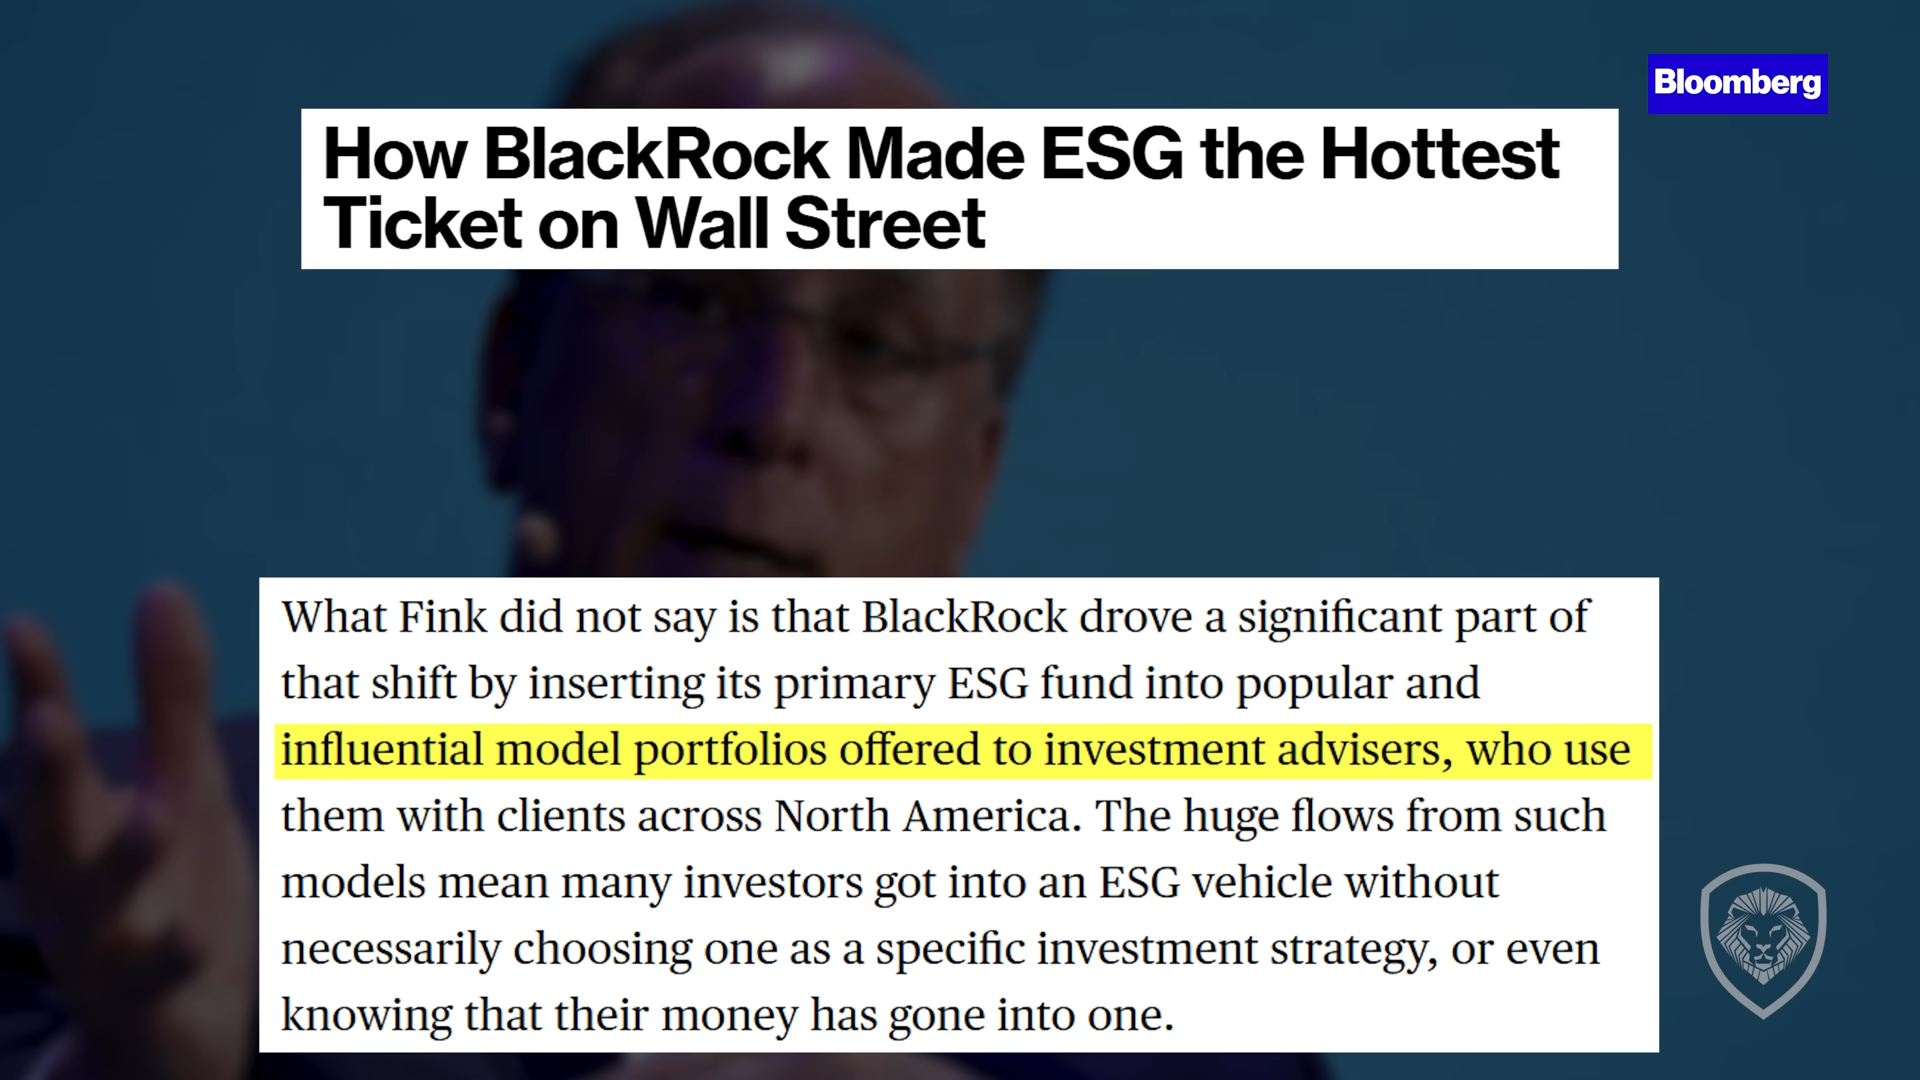 Bloomberg
How BlackRock Made ESG the Hottest
Ticket on Wall Street
What Fink did not say is that BlackRock drove a significant part of
that shift by inserting its primary ESG fund into popular and
influential model portfolios offered to investment advisers, who use
them with clients across North America. The huge flows from such
models mean many investors got into an ESG vehicle without
necessarily choosing one as a specific investment strategy, or even
knowing that their money has gone into one.